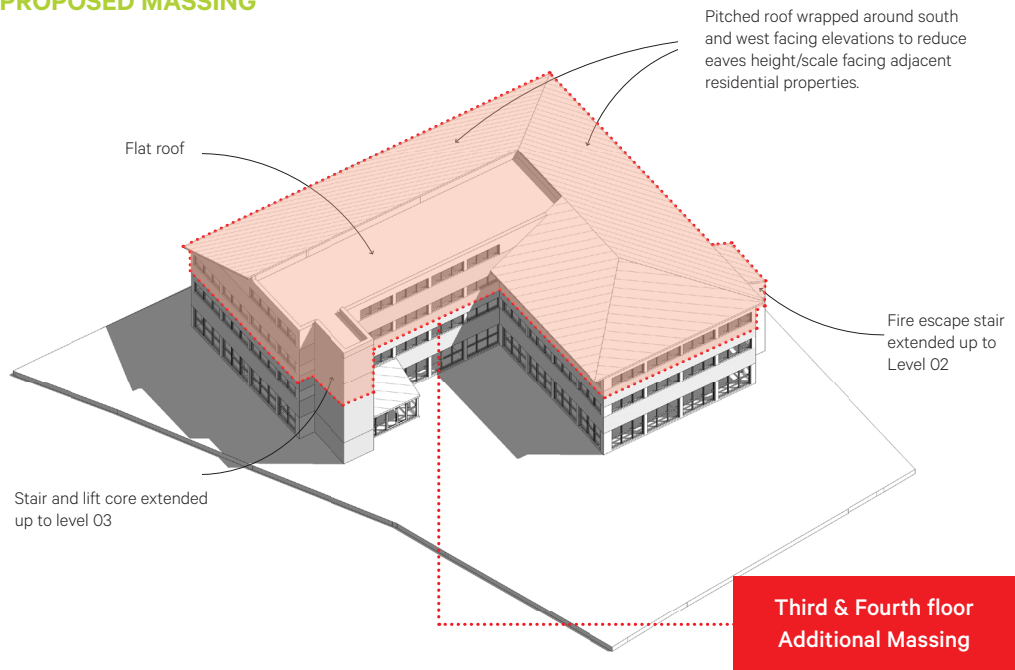 PROPOSED MASSING
Pitched roof wrapped around south
and west facing elevations to reduce
eaves height/scale facing adjacent
residential properties.
Flat roof
Fire escape stair
extended up to
Level 02
Stair and lift core extended
up to level 03
Third & Fourth floor
Additional Massing